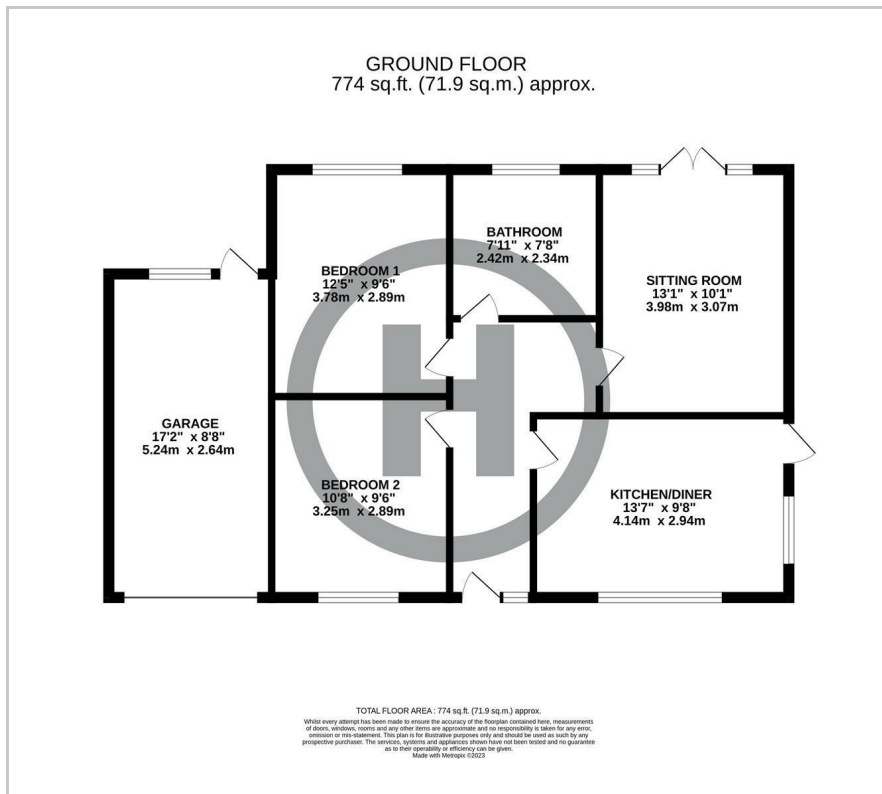 GROUND FLOOR
774 sq.ft. (71.9 sq.m.) approx.
BATHROOM
7'11" x 7'8"
2.42m x 2.34m
BEDROOM 1
12'5" x 9'6"
3.78m x 2.89m
SITTING ROOM
13'1" x 10'1"
3.98m x 3.07m
GARAGE
17'2" x 8'8"
5.24m x 2.64m
BEDROOM 2
10'8" x 9'6"
3.25m x 2.89m
KITCHEN/DINER
13'7" x 9'8"
4.14m x 2.94m
H
TOTAL FLOOR AREA : 774 sq.ft. (71.9 sq.m.) approx.
Whilst every attempt has been made to ensure the accuracy of the floorplan contained here, measurements
of doors, windows, rooms and any other items are approximate and no responsibility is taken for any error,
omission or mis-statement. This plan is for illustrative purposes only and should be used as such by any
prospective purchaser. The services, systems and appliances shown have not been tested and no guarantee
as to their operability or efficiency can be given.
Made with Metropix ©2023